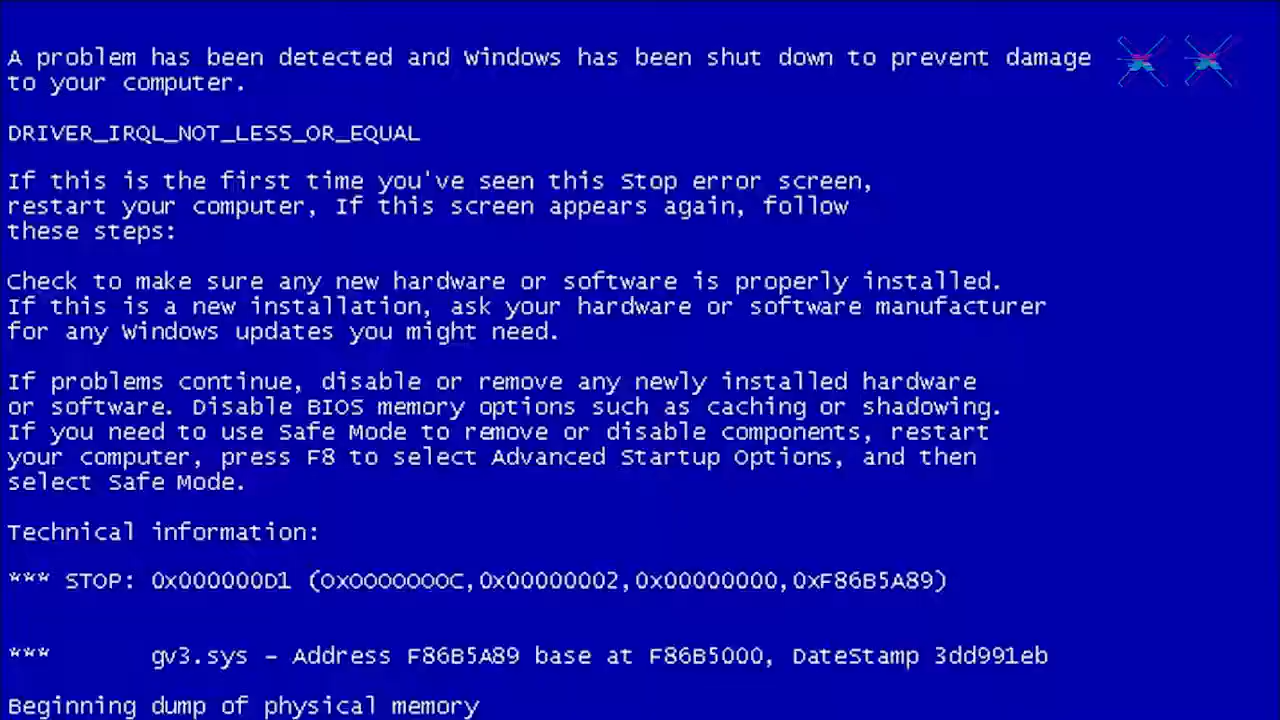 A problem has been detected and Windows has been shut down to prevent damage
to your computer.
DRIVER_IRQL_NOT_LESS_OR_EQUAL
If this is the first time you've seen this Stop error screen,
restart your computer, If this screen appears again, follow
these steps:
Check to make sure any new hardware or software is properly installed.
If this is a new installation, ask your hardware or software manufacturer
for any Windows updates you might need.
If problems continue, disable or remove any newly installed hardware
or software. Disable BIOS memory options such as caching or shadowing.
If you need to use Safe Mode to remove or disable components, restart
your computer, press F8 to select Advanced Startup Options, and then
select Safe Mode.
Technical information:
*** STOP: 0x000000D1 (0x0000000C,0x00000002,0x00000000,0xF86B5A89)
*** gv3.sys – Address F86B5A89 base at F86B5000, DateStamp 3dd991eb
Beginning dump of physical memory